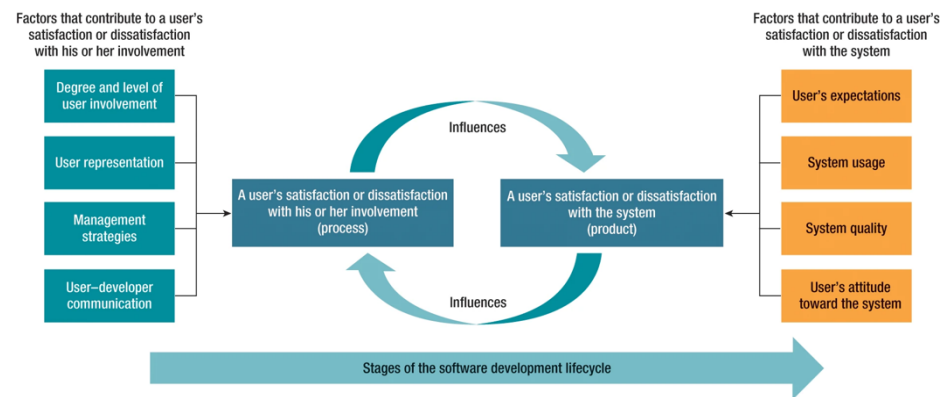 Factors that contribute to a user's
satisfaction or dissatisfaction
with his or her involvement
Degree and level of
user involvement
User representation
Management
strategies
User–developer
communication
Influences
A user's satisfaction or dissatisfaction
with his or her involvement
(process)
A user's satisfaction or dissatisfaction
with the system
(product)
Influences
Factors that contribute to a user's
satisfaction or dissatisfaction
with the system
User's expectations
System usage
System quality
User's attitude
toward the system
Stages of the software development lifecycle